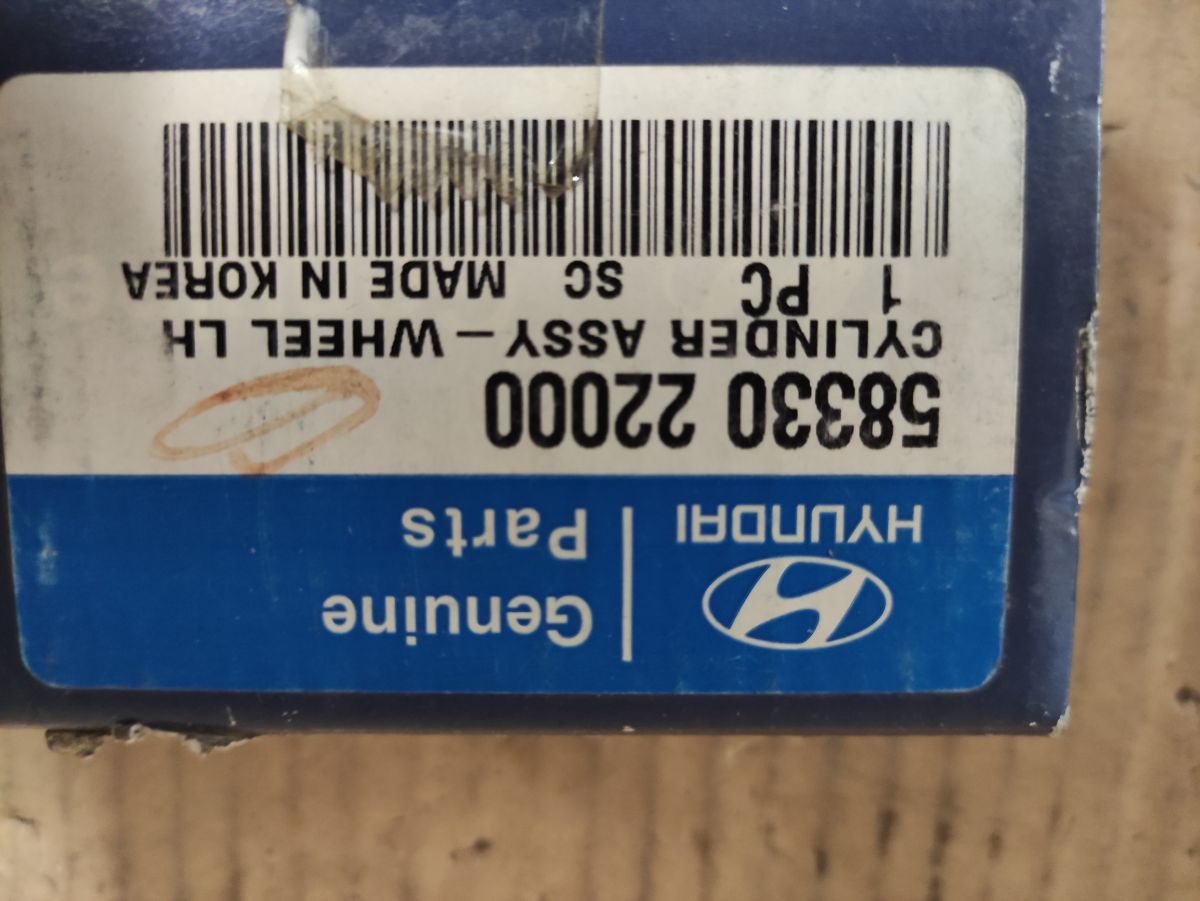 HYUNDAI
Genuine
Parts
58330 22000
CYLINDER ASSY-WHEEL LH
1 PC SC MADE IN KOREA